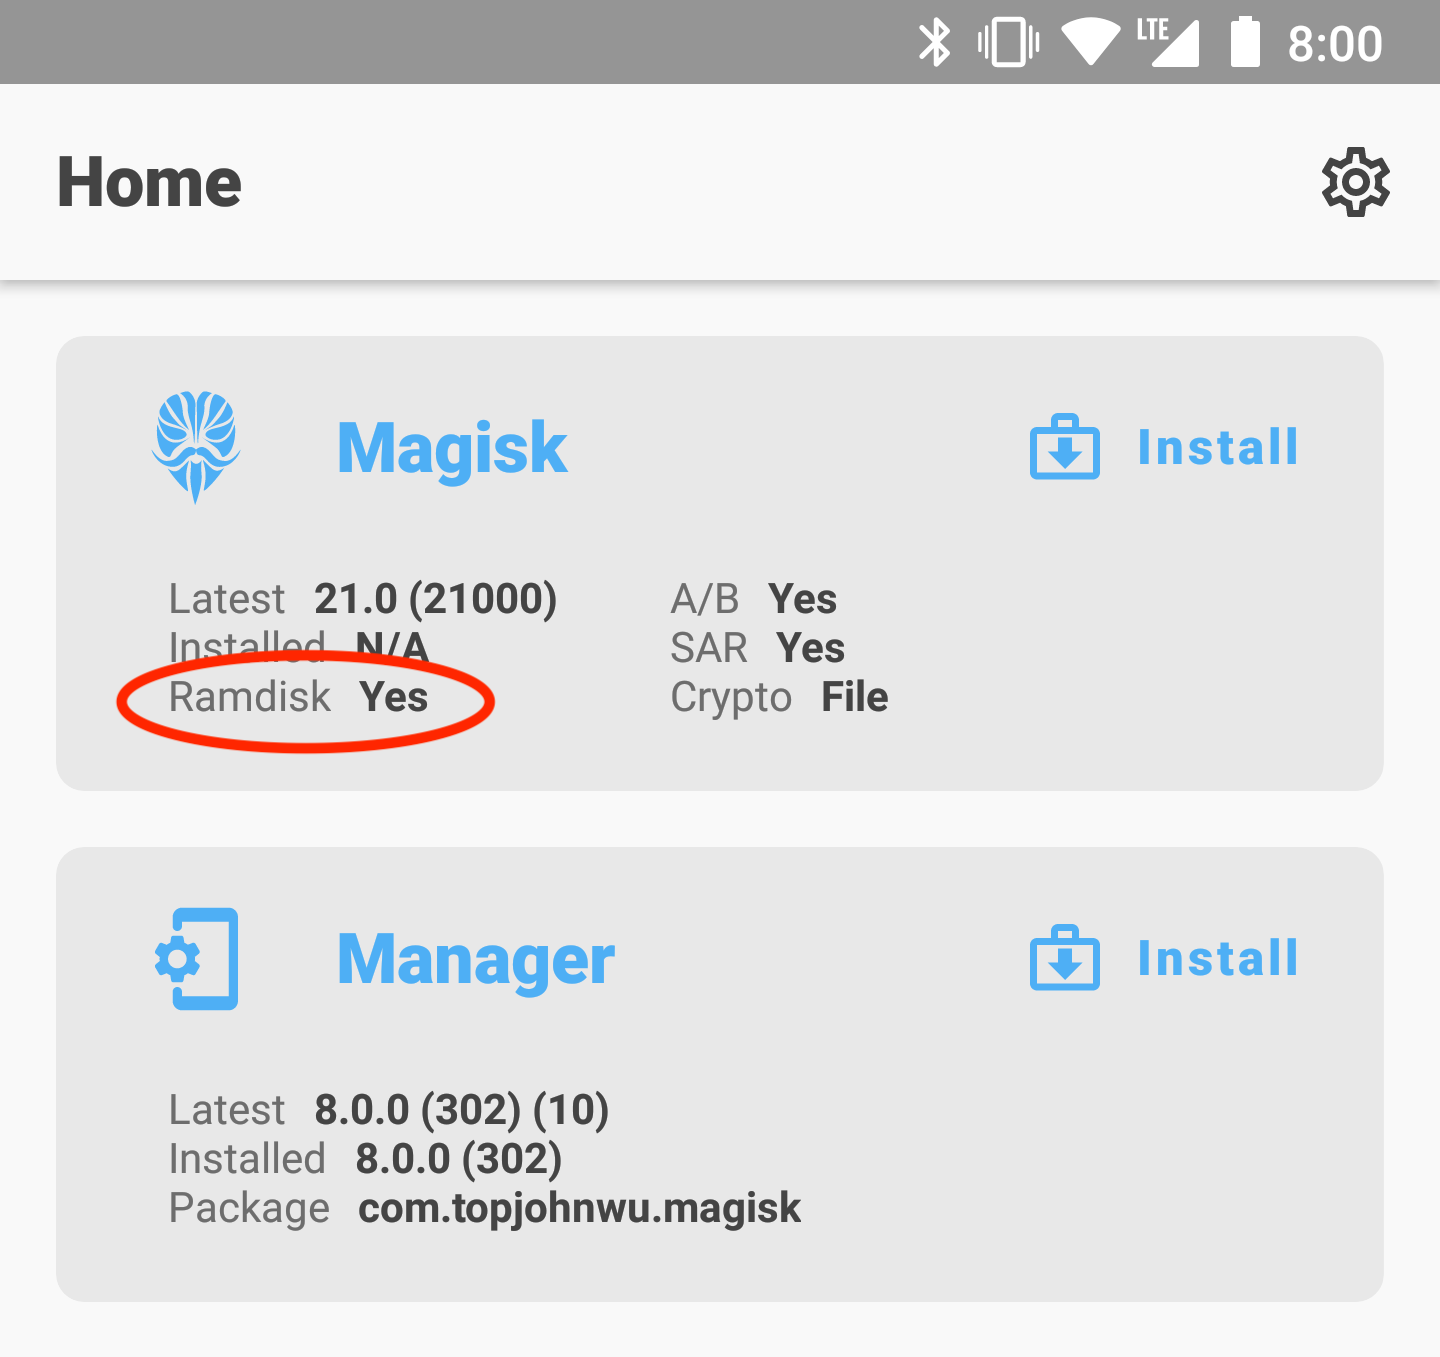 LTE 8:00
Home
Magisk Install
Latest 21.0 (21000) A/B Yes
Installed N/A SAR Yes
Ramdisk Yes Crypto File
Manager Install
Latest 8.0.0 (302) (10)
Installed 8.0.0 (302)
Package com.topjohnwu.magisk